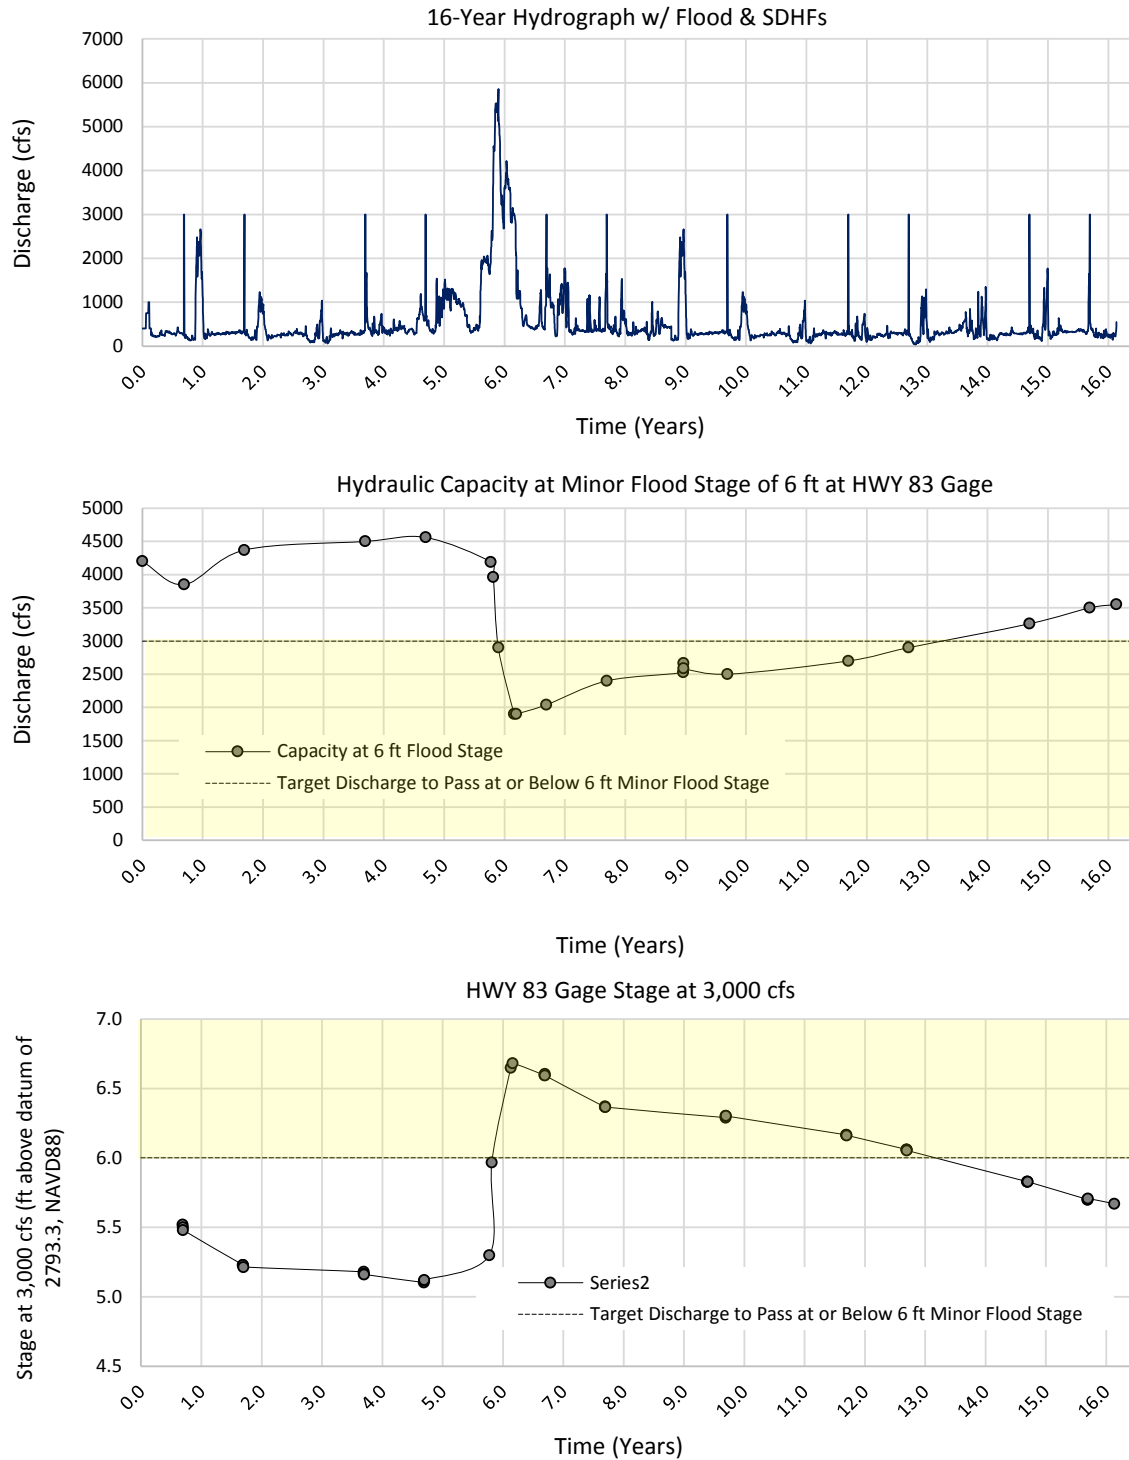 16-Year Hydrograph w/ Flood & SDHFs
Discharge (cfs)
7000
6000
5000
4000
3000
2000
1000
0
0.0 1.0 2.0 3.0 4.0 5.0 6.0 7.0 8.0 9.0 10.0 11.0 12.0 13.0 14.0 15.0 16.0
Time (Years)
Hydraulic Capacity at Minor Flood Stage of 6 ft at HWY 83 Gage
Discharge (cfs)
5000
4500
4000
3500
3000
2500
2000
1500
1000
500
0
Capacity at 6 ft Flood Stage
Target Discharge to Pass at or Below 6 ft Minor Flood Stage
0.0 1.0 2.0 3.0 4.0 5.0 6.0 7.0 8.0 9.0 10.0 11.0 12.0 13.0 14.0 15.0 16.0
Time (Years)
HWY 83 Gage Stage at 3,000 cfs
Stage at 3,000 cfs (ft above datum of
2793.3, NAVD88)
7.0
6.5
6.0
5.5
5.0
4.5
Series2
Target Discharge to Pass at or Below 6 ft Minor Flood Stage
0.0 1.0 2.0 3.0 4.0 5.0 6.0 7.0 8.0 9.0 10.0 11.0 12.0 13.0 14.0 15.0 16.0
Time (Years)